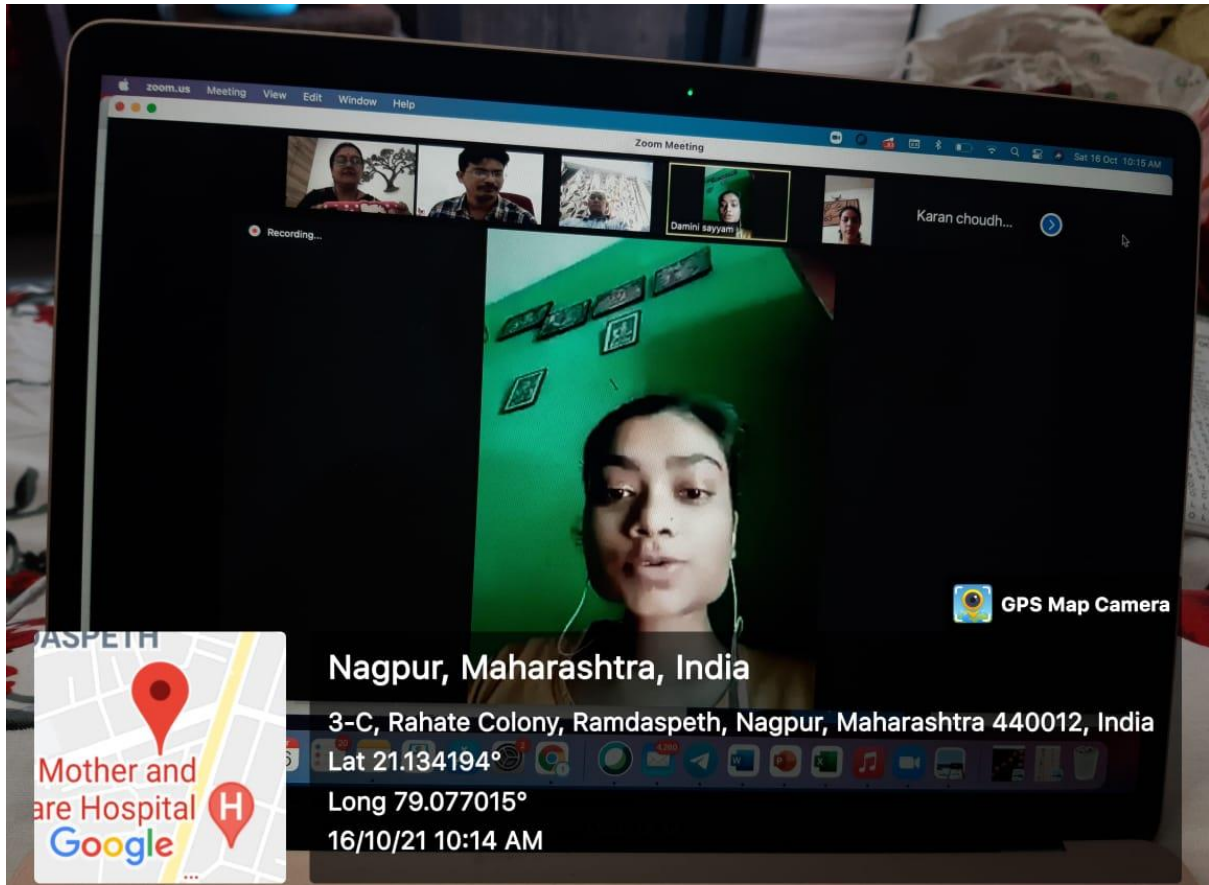 zoom.us Meeting View Edit Window Help
Sat 16 Oct 10:15 AM
Zoom Meeting
Damini sayyam
Karan choudh...
Recording...
GPS Map Camera
DASPETH
Mother and
are Hospital
H
Google
Nagpur, Maharashtra, India
3-C, Rahate Colony, Ramdaspeth, Nagpur, Maharashtra 440012, India
Lat 21.134194°
Long 79.077015°
16/10/21 10:14 AM